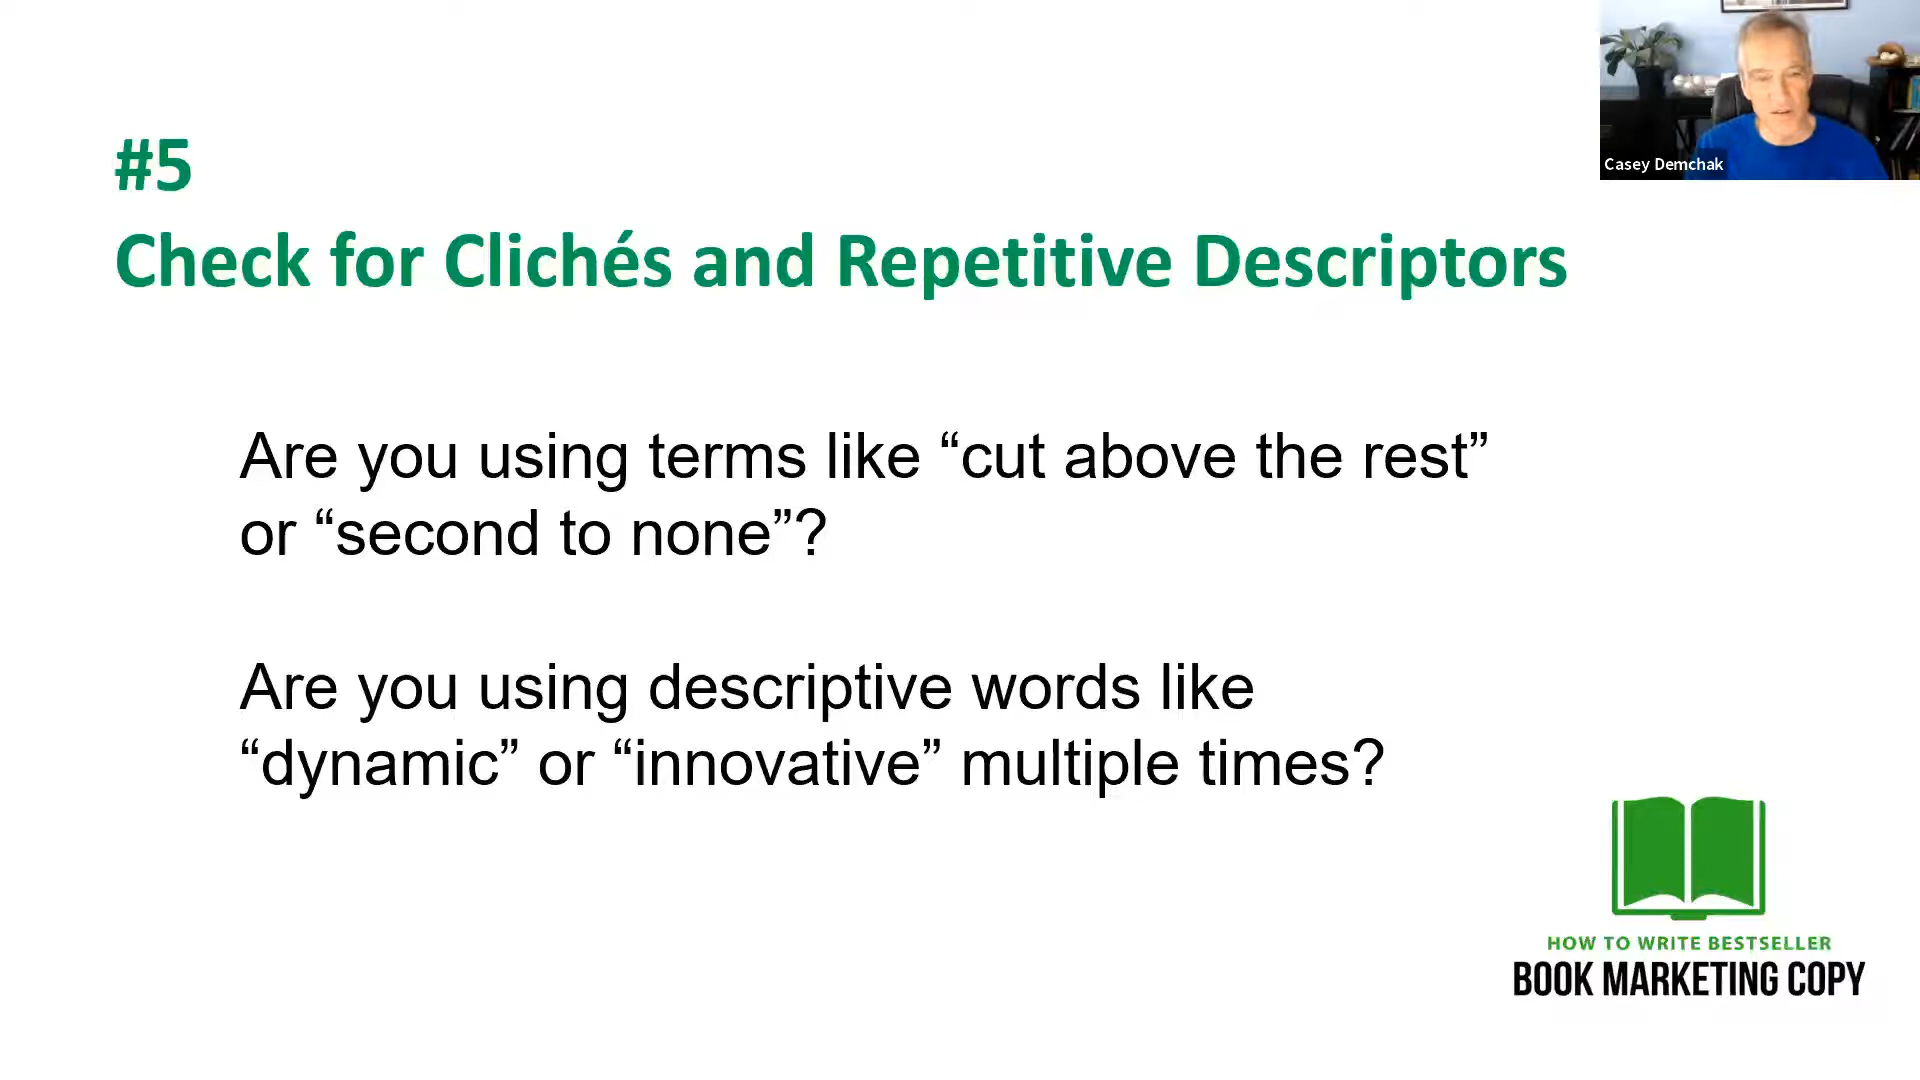 #5
Check for Clichés and Repetitive Descriptors
Are you using terms like “cut above the rest”
or “second to none”?
Are you using descriptive words like
“dynamic” or “innovative” multiple times?
Casey Demchak
HOW TO WRITE BESTSELLER
BOOK MARKETING COPY